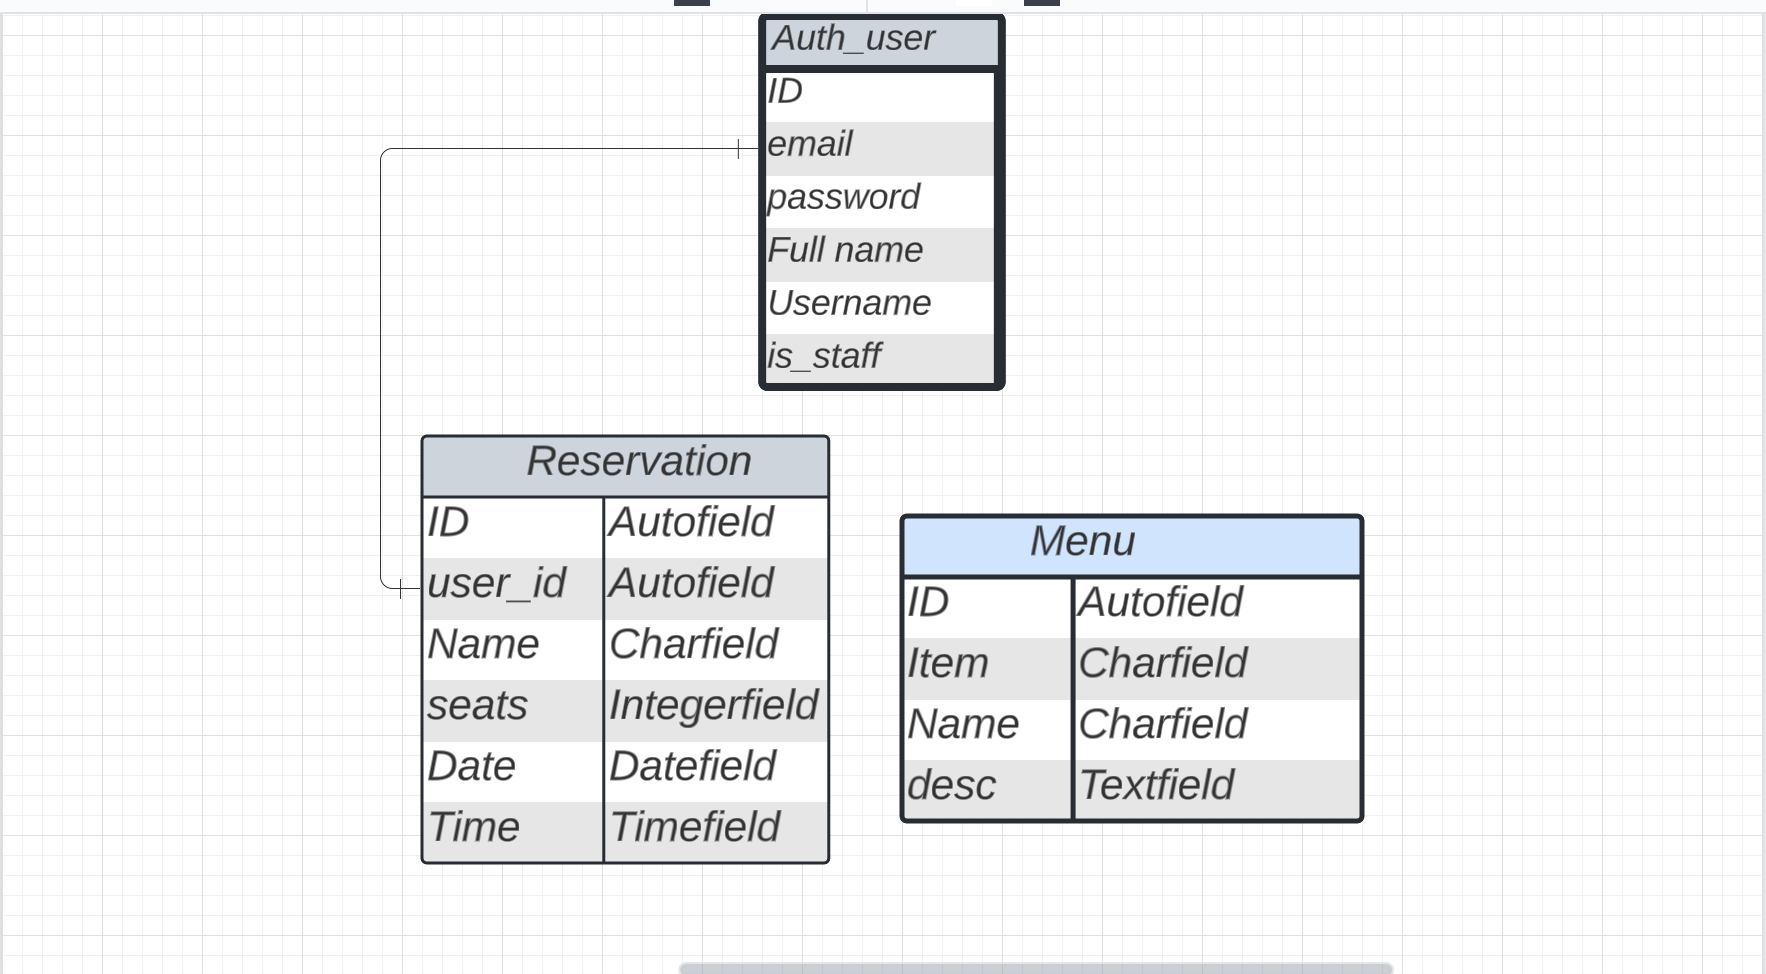 Auth_user
ID
email
password
Full name
Username
is_staff
Reservation
ID Autofield
user_id Autofield
Name Charfield
seats Integerfield
Date Datefield
Time Timefield
Menu
ID Autofield
Item Charfield
Name Charfield
desc Textfield